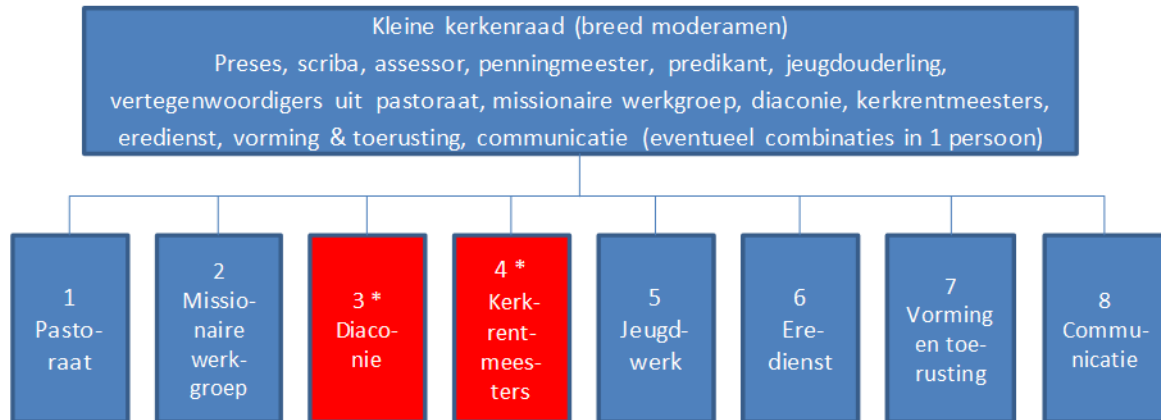 Kleine kerkenraad (breed moderamen)
Preses, scriba, assessor, penningmeester, predikant, jeugdouderling,
vertegenwoordigers uit pastoraat, missionaire werkgroep, diaconie, kerkrentmeesters,
eredienst, vorming & toerusting, communicatie (eventueel combinaties in 1 persoon)
1
Pasto-
raat
2
Missio-
naire
werk-
groep
3 *
Diaco-
nie
4 *
Kerk-
rent-
mees-
ters
5
Jeugd-
werk
6
Ere-
dienst
7
Vorming
en toe-
rusting
8
Commu-
nicatie